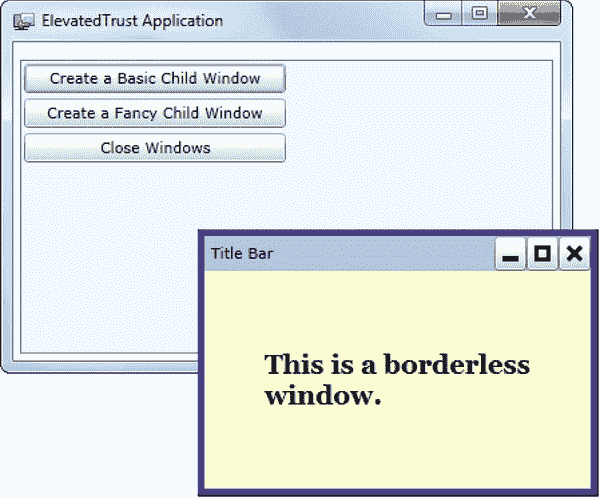 ElevatedTrust Application
Create a Basic Child Window
Create a Fancy Child Window
Close Windows
Title Bar
This is a borderless
window.